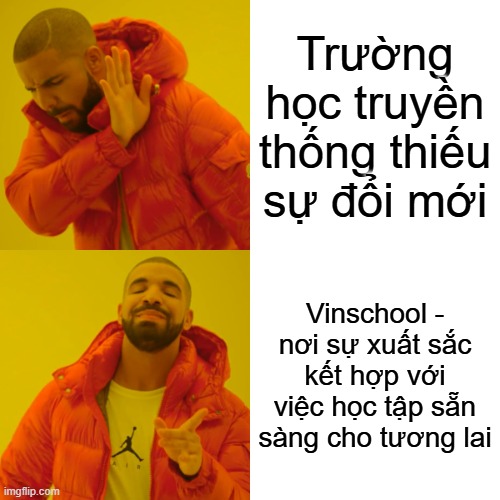 Trường
học truyền
thống thiếu
sự đổi mới
Vinschool -
nơi sự xuất sắc
kết hợp với
việc học tập sẵn
sàng cho tương lai
imgflip.com